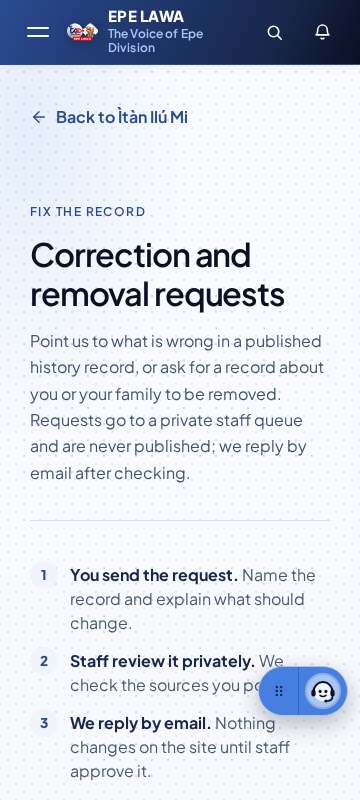 EPE LAWA
The Voice of Epe
Division
Back to Ìtàn Ilú Mi
FIX THE RECORD
Correction and
removal requests
Point us to what is wrong in a published
history record, or ask for a record about
you or your family to be removed.
Requests go to a private staff queue
and are never published; we reply by
email after checking.
1 You send the request. Name the
record and explain what should
change.
2 Staff review it privately. We
check the sources you
3 We reply by email. Nothing
changes on the site until staff
approve it.